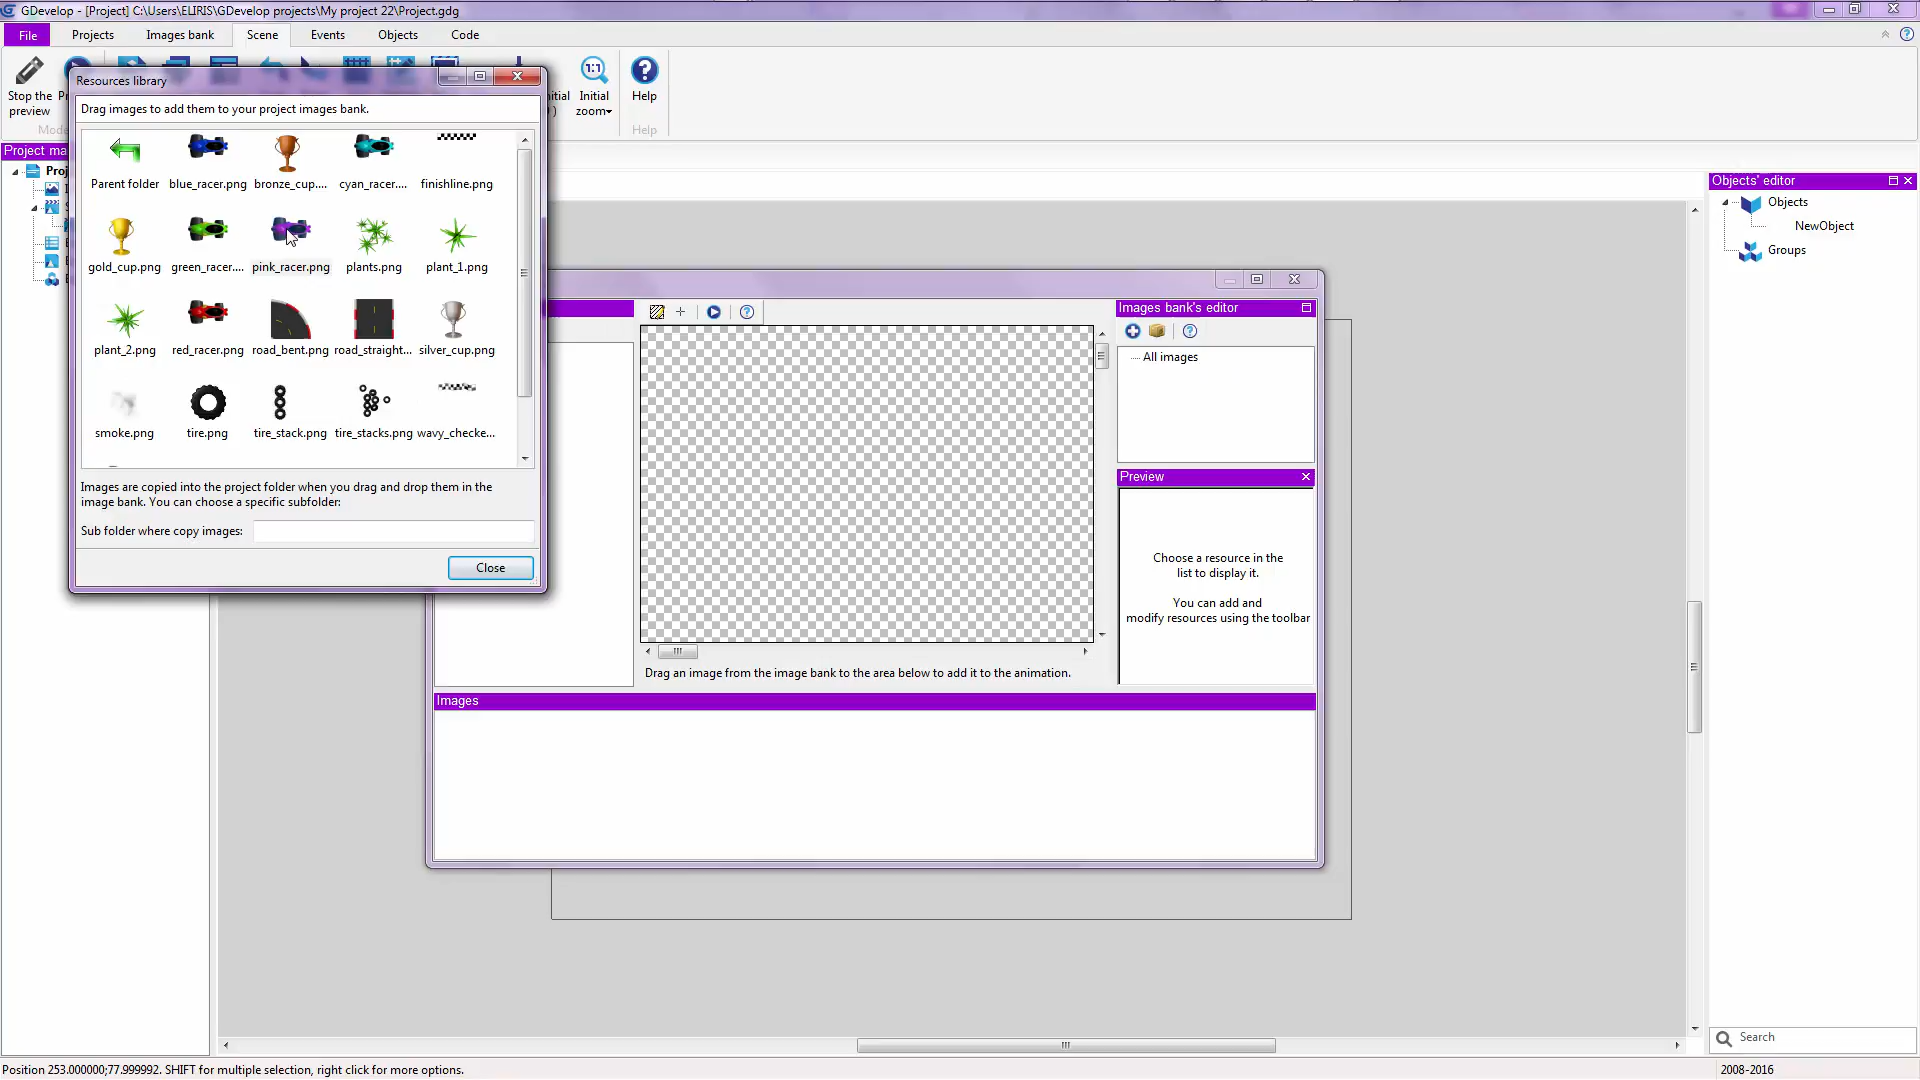 GDevelop - [Project] C:\Users\ELIRIS\GDevelop projects\My project 22\Project.gdg
File
Projects
Images bank
Scene
Events
Objects
Code
Stop the
preview
Initial
zoom
Help
Help
Project ma
Resources library
Drag images to add them to your project images bank.
Parent folder
blue_racer.png
bronze_cup....
cyan_racer....
finishline.png
gold_cup.png
green_racer....
pink_racer.png
plants.png
plant_1.png
plant_2.png
red_racer.png
road_bent.png
road_straight...
silver_cup.png
smoke.png
tire.png
tire_stack.png
tire_stacks.png
wavy_checke...
Images are copied into the project folder when you drag and drop them in the
image bank. You can choose a specific subfolder:
Sub folder where copy images:
Close
Images bank's editor
All images
Preview
Choose a resource in the
list to display it.
You can add and
modify resources using the toolbar
Drag an image from the image bank to the area below to add it to the animation.
Images
Objects' editor
Objects
NewObject
Groups
Search
Position 253.000000;77.999992. SHIFT for multiple selection, right click for more options.
2008-2016